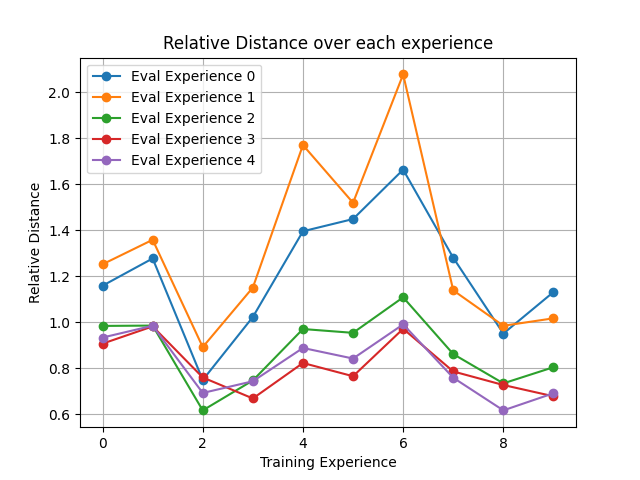 Relative Distance over each experience
Eval Experience 0
Eval Experience 1
Eval Experience 2
Eval Experience 3
Eval Experience 4
Relative Distance
2.0
1.8
1.6
1.4
1.2
1.0
0.8
0.6
0 2 4 6 8
Training Experience